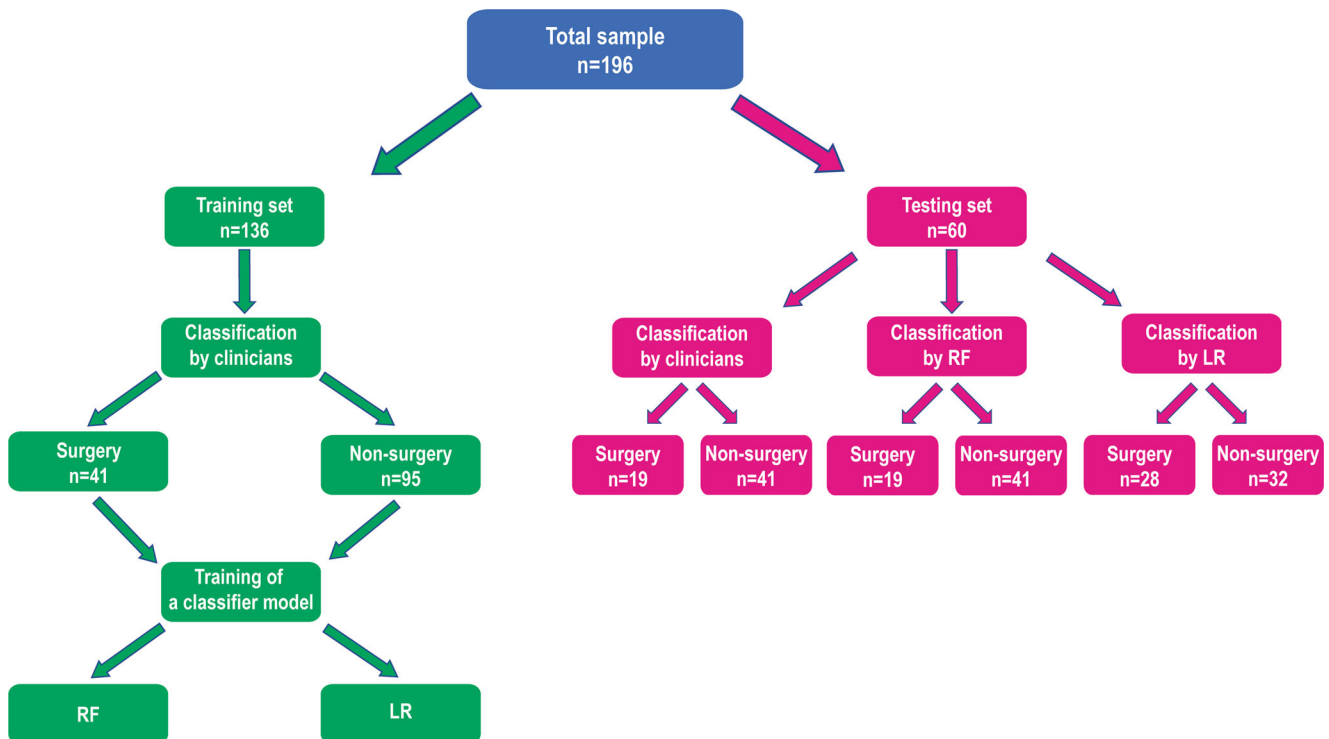 Total sample
n=196
Training set
n=136
Testing set
n=60
Classification
by clinicians
Classification
by clinicians
Classification
by RF
Classification
by LR
Surgery
n=41
Non-surgery
n=95
Surgery
n=19
Non-surgery
n=41
Surgery
n=19
Non-surgery
n=41
Surgery
n=28
Non-surgery
n=32
Training of
a classifier model
RF
LR